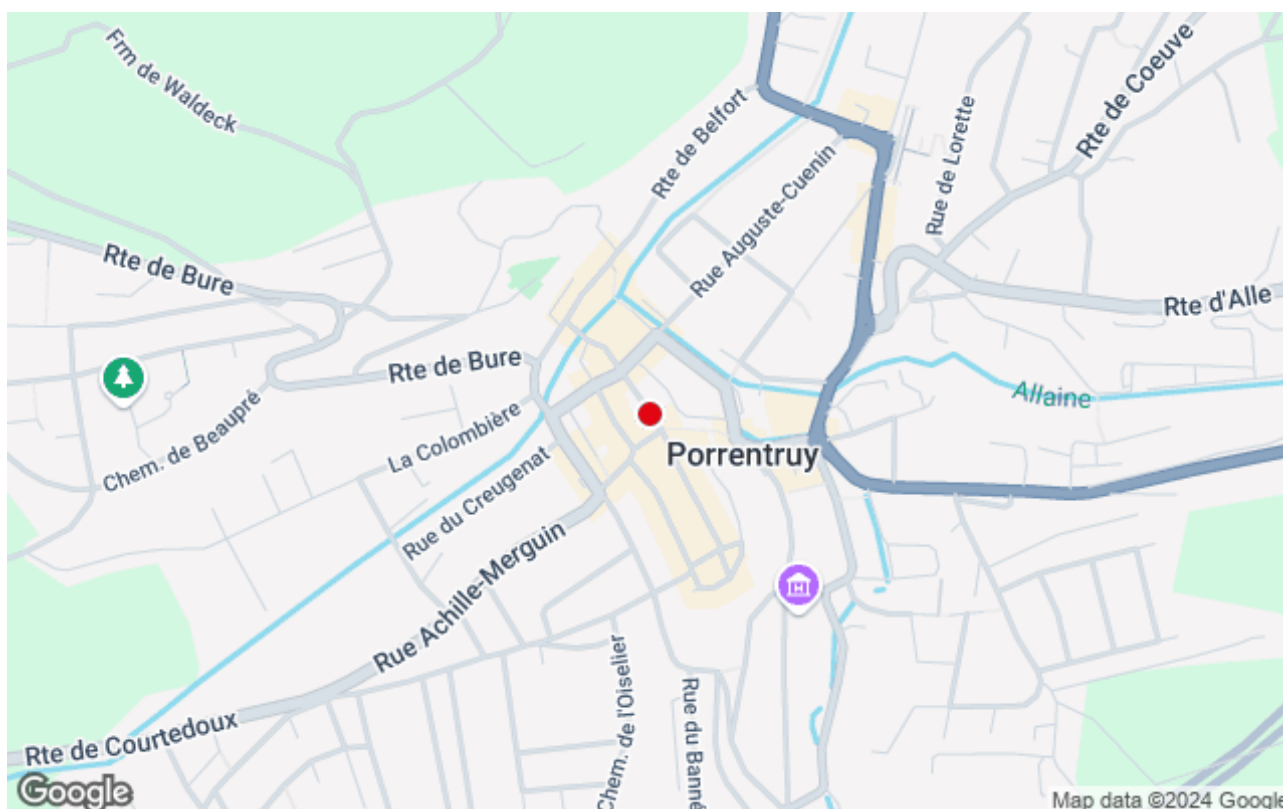 Frm de Waldeck
Rte de Belfort
Rue de Lorette
Rte de Coeuve
Rue Auguste-Cuenin
Rte de Bure
Rte d'Alle
Rte de Bure
Allaine
Chem. de Beaupré
La Colombière
Porrentruy
Rue du Creugenat
Rue Achille-Merguin
Chem. de l'Oiselier
Rue du Banné
Rte de Courtedoux
Google
Map data ©2024 Google